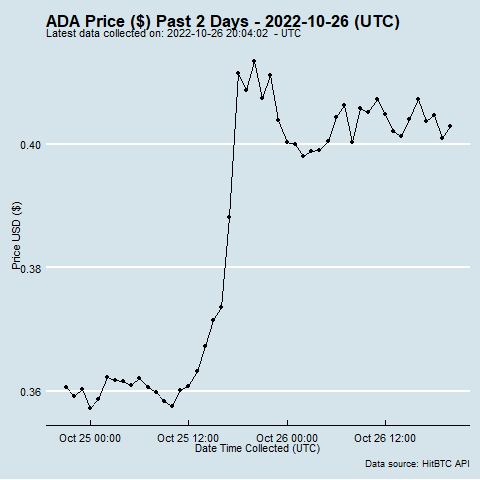 ADA Price ($) Past 2 Days - 2022-10-26 (UTC)
Latest data collected on: 2022-10-26 20:04:02 - UTC
0.40
0.38
0.36
Price USD ($)
Oct 25 00:00 Oct 25 12:00 Oct 26 00:00 Oct 26 12:00
Date Time Collected (UTC)
Data source: HitBTC API